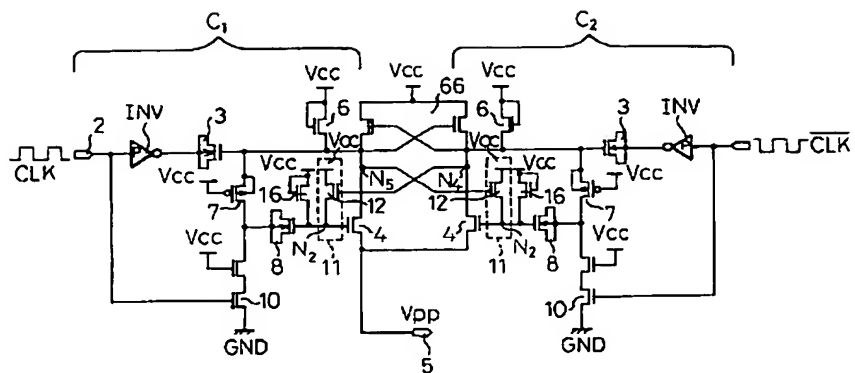 C1 C2
Vcc Vcc 66 Vcc
INV 3 6 6 3 INV
2
CLK Vcc Vcc Vcc Vcc CLK
Vcc N5 N4 Vcc
7 16 12 12 16 7
Vcc 8 N2 11 4 4 11 N2 8 Vcc
10 10
Vpp
GND 5 GND